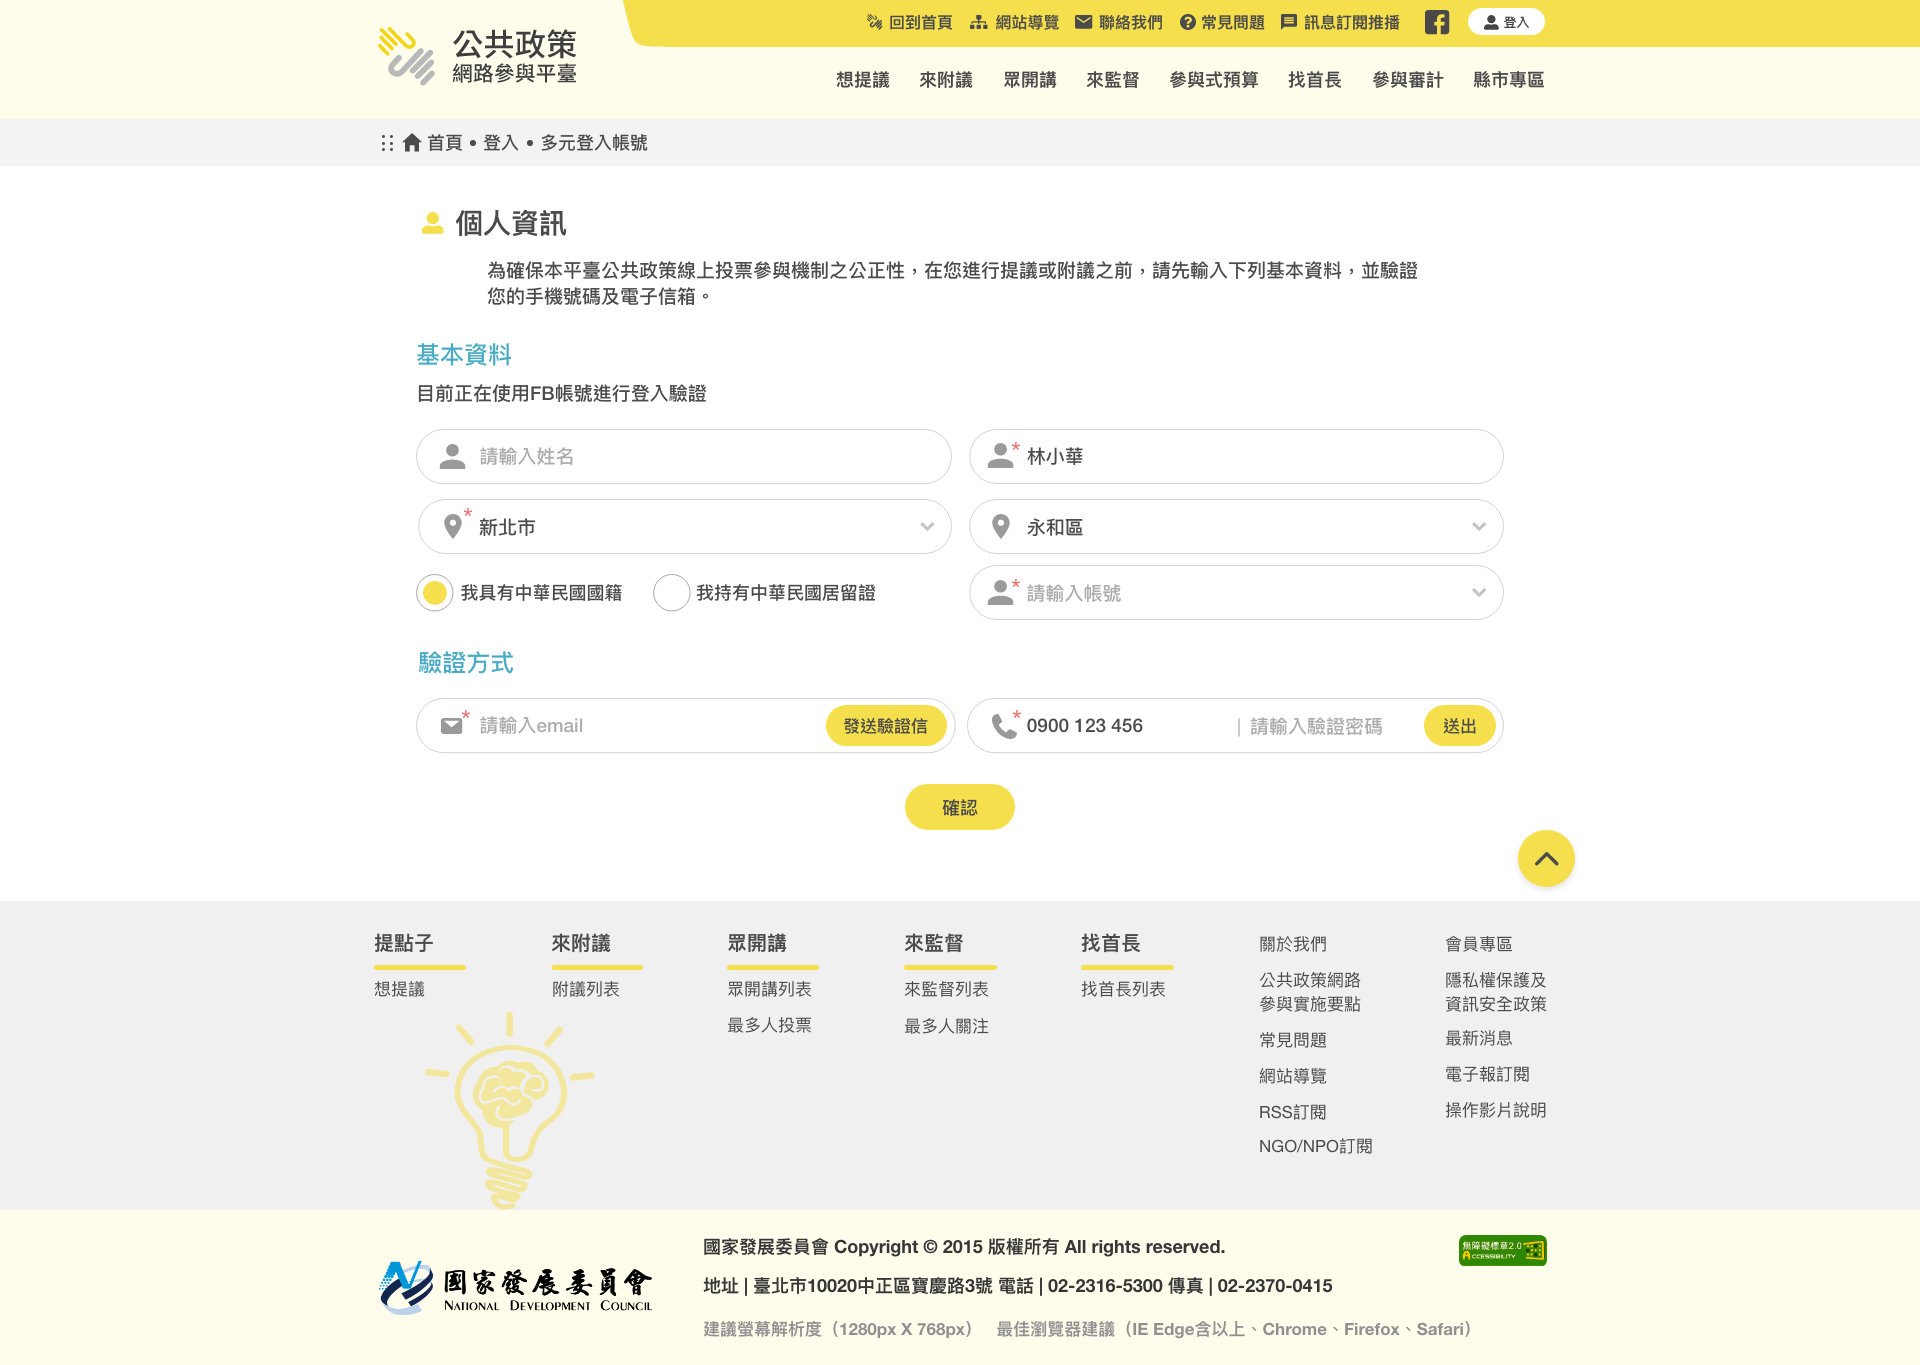 公共政策
網路參與平臺
回到首頁 網站導覽 聯絡我們 常見問題 訊息訂閱推播 登入
想提議 來附議 眾開講 來監督 參與式預算 找首長 參與審計 縣市專區
首頁 • 登入 • 多元登入帳號
個人資訊
為確保本平臺公共政策線上投票參與機制之公正性，在您進行提議或附議之前，請先輸入下列基本資料，並驗證
您的手機號碼及電子信箱。
基本資料
目前正在使用FB帳號進行登入驗證
請輸入姓名
* 林小華
* 新北市
永和區
我具有中華民國國籍 我持有中華民國居留證
* 請輸入帳號
驗證方式
* 請輸入email 發送驗證信
* 0900 123 456 | 請輸入驗證密碼 送出
確認
提點子
想提議
來附議
附議列表
眾開講
眾開講列表
最多人投票
來監督
來監督列表
最多人關注
找首長
找首長列表
關於我們
公共政策網路
參與實施要點
常見問題
網站導覽
RSS訂閱
NGO/NPO訂閱
會員專區
隱私權保護及
資訊安全政策
最新消息
電子報訂閱
操作影片說明
國家發展委員會
NATIONAL DEVELOPMENT COUNCIL
國家發展委員會 Copyright © 2015 版權所有 All rights reserved.
地址 | 臺北市10020中正區寶慶路3號 電話 | 02-2316-5300 傳真 | 02-2370-0415
建議螢幕解析度（1280px X 768px） 最佳瀏覽器建議（IE Edge含以上、Chrome、Firefox、Safari）
無障礙標章2.0
ACCESSIBILITY